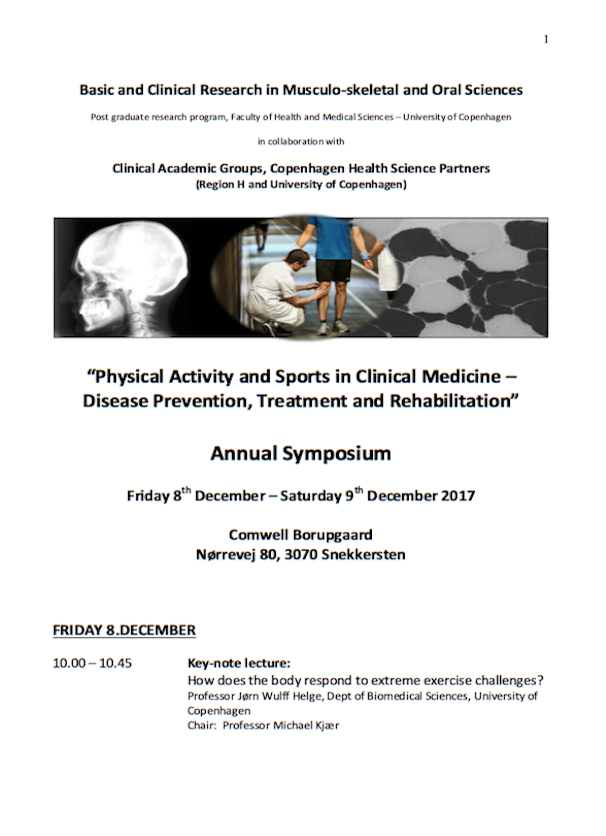 1
Basic and Clinical Research in Musculo-skeletal and Oral Sciences
Post graduate research program, Faculty of Health and Medical Sciences – University of Copenhagen
in collaboration with
Clinical Academic Groups, Copenhagen Health Science Partners
(Region H and University of Copenhagen)
“Physical Activity and Sports in Clinical Medicine –
Disease Prevention, Treatment and Rehabilitation”
Annual Symposium
Friday 8th December – Saturday 9th December 2017
Comwell Borupgaard
Nørrevej 80, 3070 Snekkersten
FRIDAY 8.DECEMBER
10.00 – 10.45 Key-note lecture:
How does the body respond to extreme exercise challenges?
Professor Jørn Wulff Helge, Dept of Biomedical Sciences, University of
Copenhagen
Chair: Professor Michael Kjær